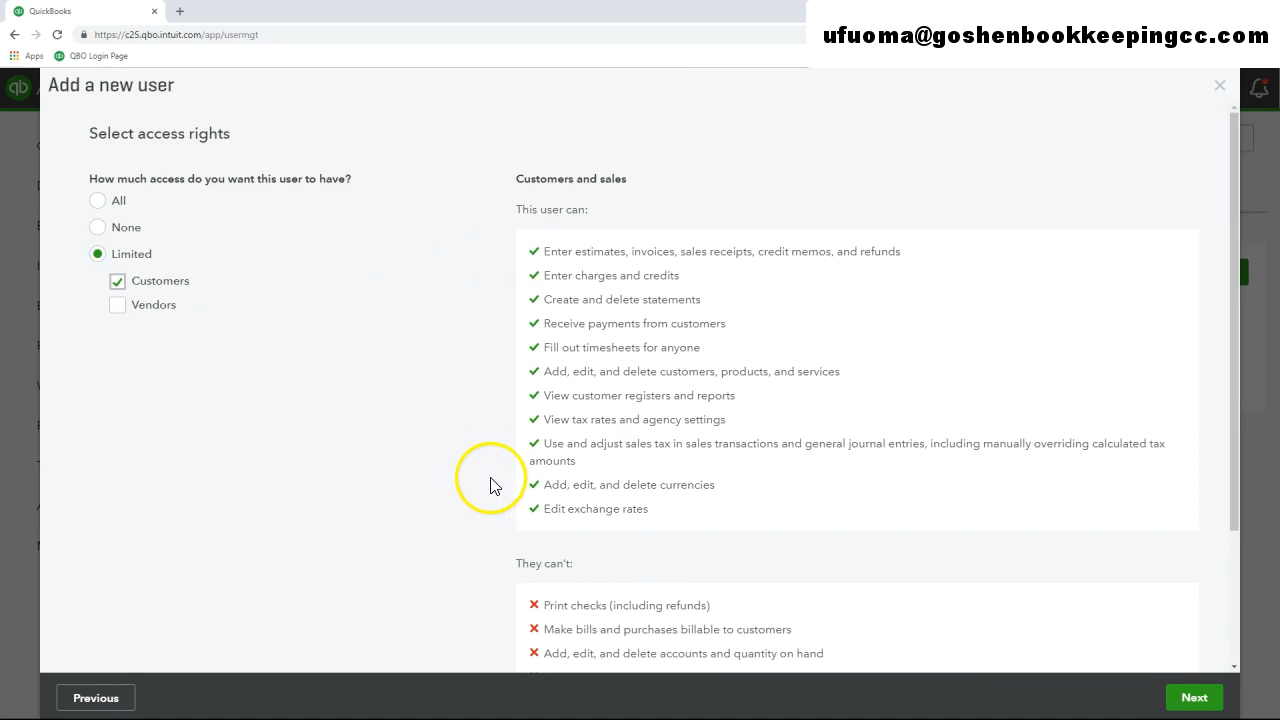 QuickBooks
https://c25.qbo.intuit.com/app/usermgt
ufuoma@goshenbookkeepingcc.com
Apps
QBO Login Page
qb
Add a new user
Select access rights
How much access do you want this user to have?
All
None
Limited
Customers
Vendors
Customers and sales
This user can:
Enter estimates, invoices, sales receipts, credit memos, and refunds
Enter charges and credits
Create and delete statements
Receive payments from customers
Fill out timesheets for anyone
Add, edit, and delete customers, products, and services
View customer registers and reports
View tax rates and agency settings
Use and adjust sales tax in sales transactions and general journal entries, including manually overriding calculated tax
amounts
Add, edit, and delete currencies
Edit exchange rates
They can't:
Print checks (including refunds)
Make bills and purchases billable to customers
Add, edit, and delete accounts and quantity on hand
Previous
Next